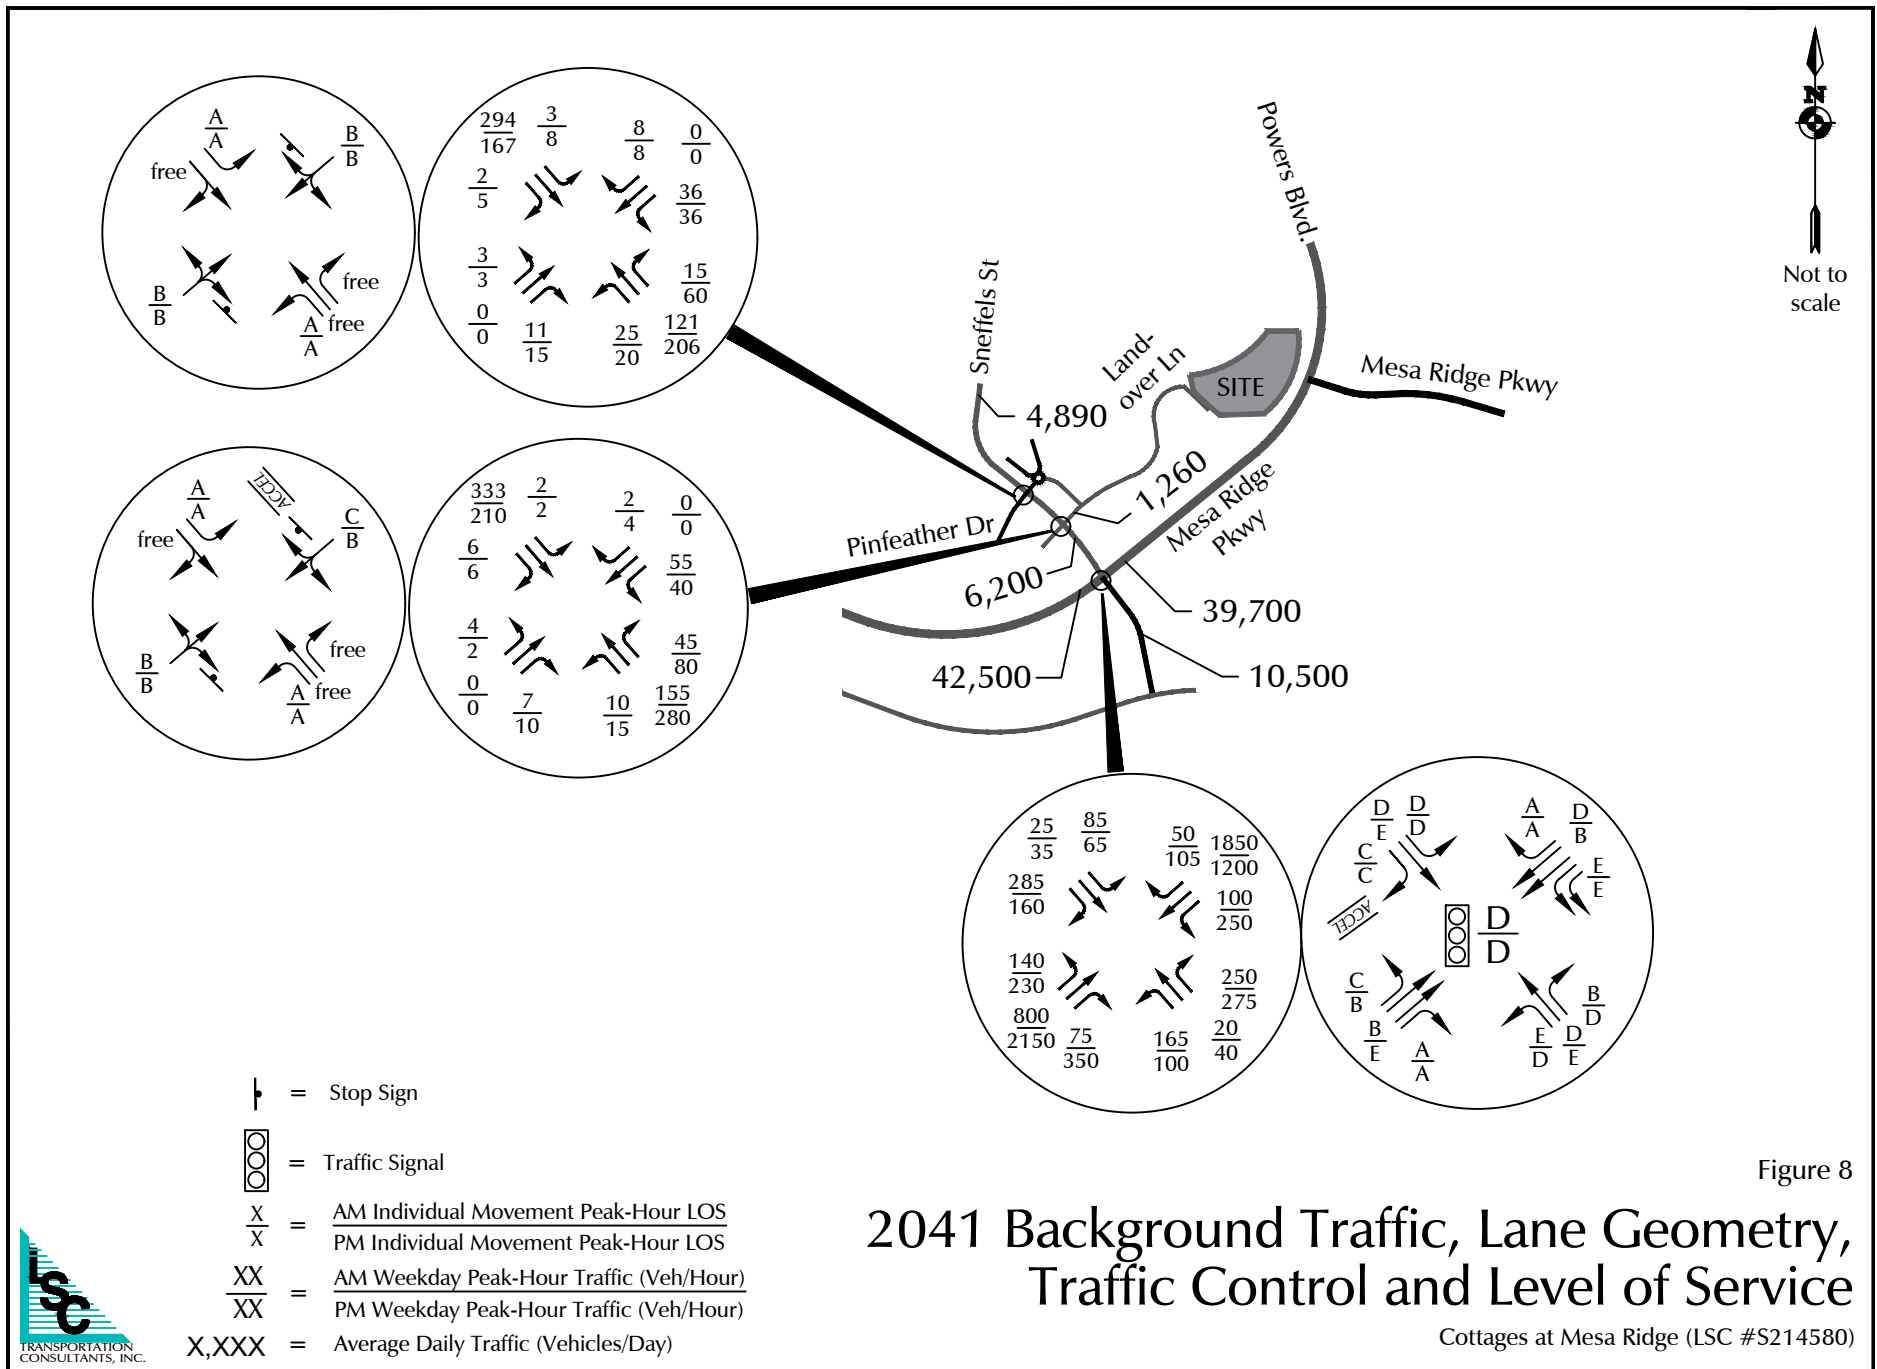 294
167
3
8
8
8
0
0
2
5
36
36
3
3
15
60
0
0
11
15
25
20
121
206
A
A
free
B
B
B
B
free
A
A
free
333
210
2
2
2
4
0
0
6
6
55
40
4
2
45
80
0
0
7
10
10
15
155
280
A
A
ACCEL
free
C
B
B
B
free
A
A
free
N
Not to
scale
Powers Blvd.
Sneffels St
Land-
over Ln
SITE
Mesa Ridge Pkwy
4,890
1,260
Mesa Ridge
Pkwy
Pinfeather Dr
6,200
39,700
42,500
10,500
25
35
85
65
50
105
1850
1200
285
160
100
250
140
230
250
275
800
2150
75
350
165
100
20
40
D
E
D
D
A
A
D
B
C
C
E
E
ACCEL
D
D
C
B
B
D
B
E
A
A
E
D
D
E
= Stop Sign
= Traffic Signal
X
X
=
AM Individual Movement Peak-Hour LOS
PM Individual Movement Peak-Hour LOS
XX
XX
=
AM Weekday Peak-Hour Traffic (Veh/Hour)
PM Weekday Peak-Hour Traffic (Veh/Hour)
X,XXX = Average Daily Traffic (Vehicles/Day)
LSC
TRANSPORTATION
CONSULTANTS, INC.
Figure 8
2041 Background Traffic, Lane Geometry,
Traffic Control and Level of Service
Cottages at Mesa Ridge (LSC #S214580)